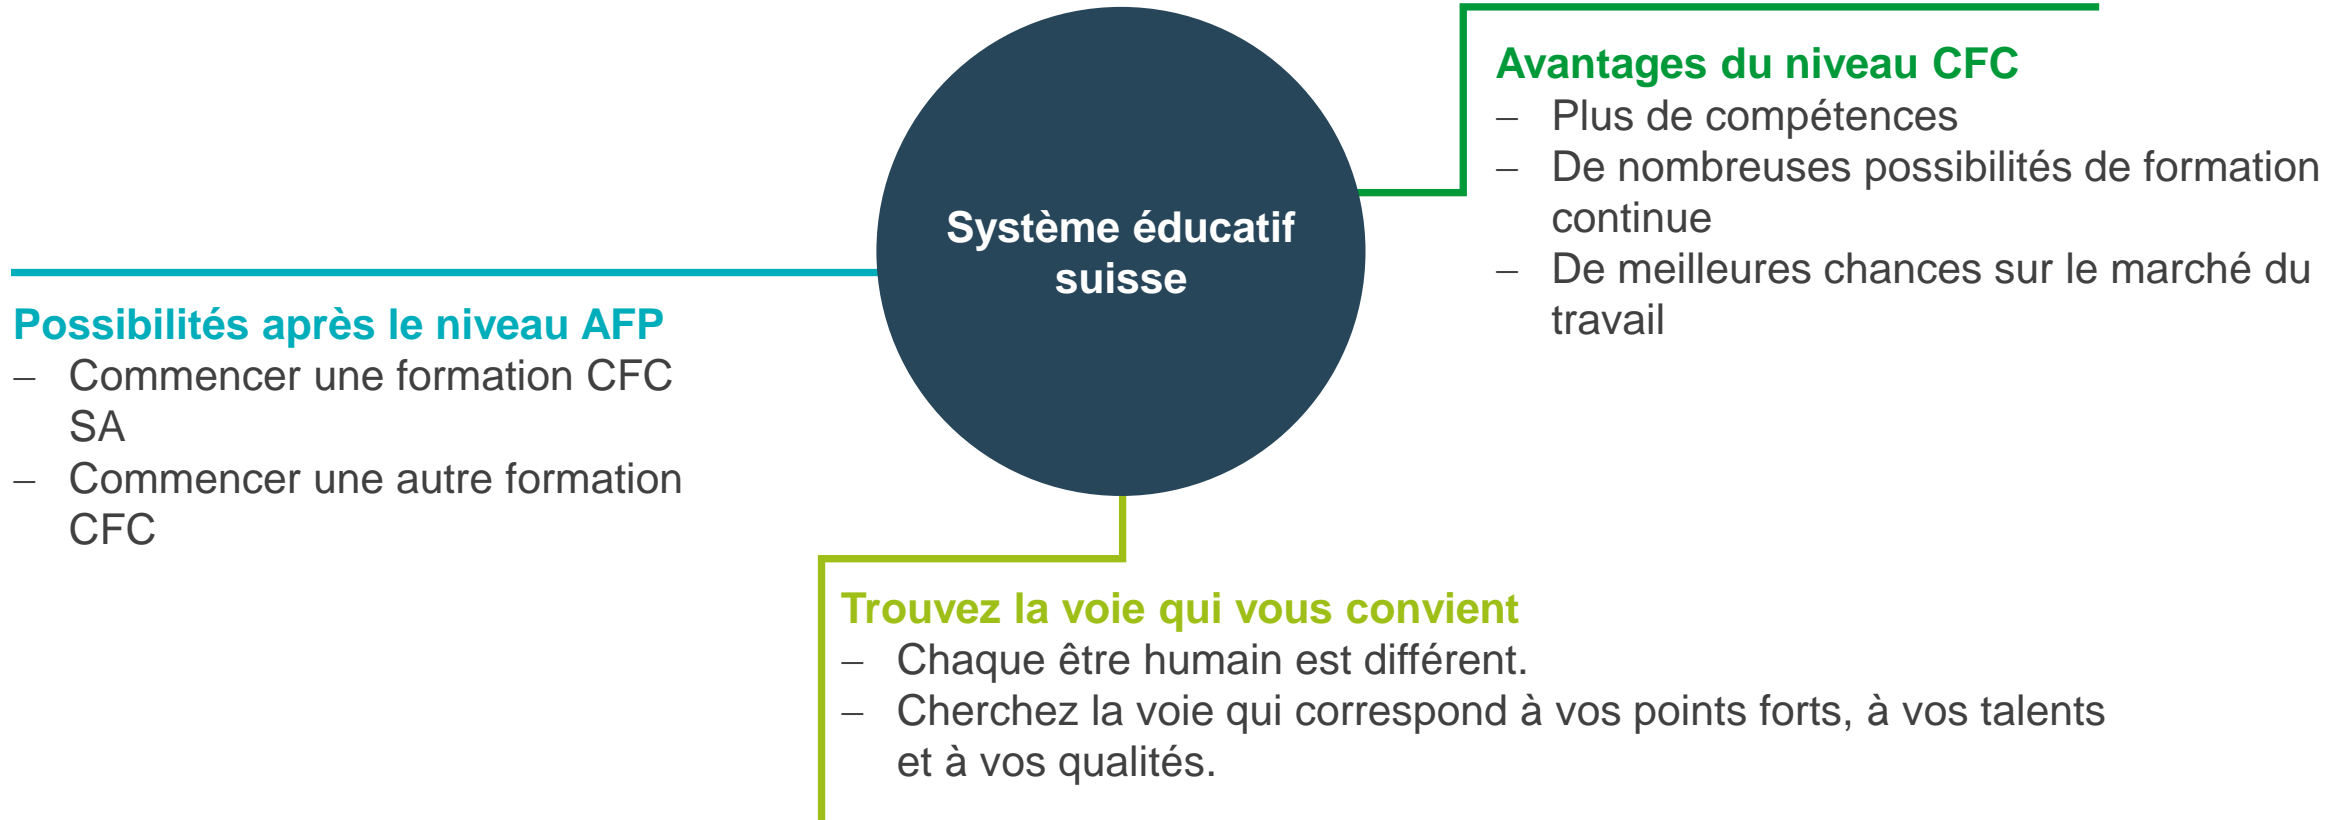 Système éducatif
suisse
Avantages du niveau CFC
– Plus de compétences
– De nombreuses possibilités de formation
continue
– De meilleures chances sur le marché du
travail
Possibilités après le niveau AFP
– Commencer une formation CFC
SA
– Commencer une autre formation
CFC
Trouvez la voie qui vous convient
– Chaque être humain est différent.
– Cherchez la voie qui correspond à vos points forts, à vos talents
et à vos qualités.